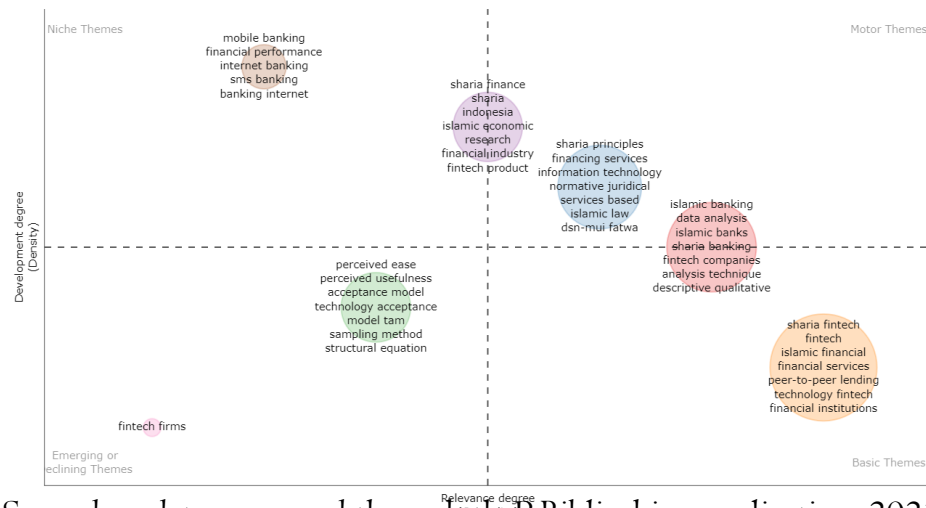 Niche Themes
Motor Themes
mobile banking
financial performance
internet banking
sms banking
banking internet
sharia finance
sharia
indonesia
islamic economic
research
financial industry
fintech product
sharia principles
financing services
information technology
normative juridical
services based
islamic law
dsn-mui fatwa
islamic banking
data analysis
islamic banks
sharia banking
fintech companies
analysis technique
descriptive qualitative
Development degree
(Density)
perceived ease
perceived usefulness
acceptance model
technology acceptance
model tam
sampling method
structural equation
sharia fintech
fintech
islamic financial
financial services
peer-to-peer lending
technology fintech
financial institutions
fintech firms
Emerging or
eclining Themes
Basic Themes
Relevance degree